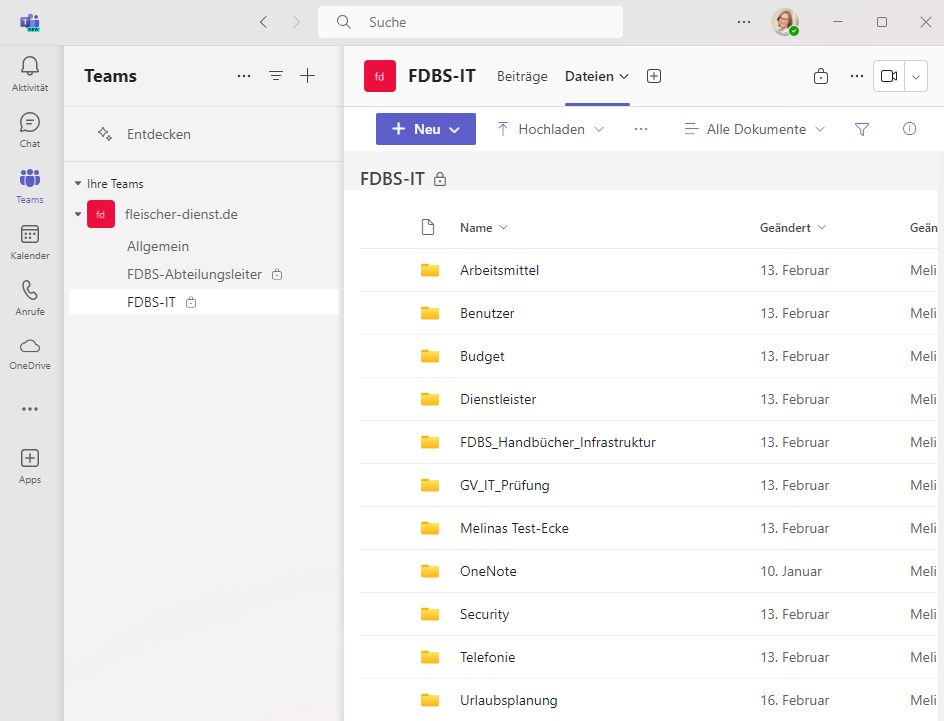 NEW
Suche
Aktivität
Chat
Teams
Kalender
Anrufe
OneDrive
Apps
Teams
Entdecken
Ihre Teams
fd fleischer-dienst.de
Allgemein
FDBS-Abteilungsleiter
FDBS-IT
fd FDBS-IT Beiträge Dateien
Neu Hochladen Alle Dokumente
FDBS-IT
Name Geändert Geän
Arbeitsmittel 13. Februar Meli
Benutzer 13. Februar Meli
Budget 13. Februar Meli
Dienstleister 13. Februar Meli
FDBS_Handbücher_Infrastruktur 13. Februar Meli
GV_IT_Prüfung 13. Februar Meli
Melinas Test-Ecke 13. Februar Meli
OneNote 10. Januar Meli
Security 13. Februar Meli
Telefonie 13. Februar Meli
Urlaubsplanung 16. Februar Meli